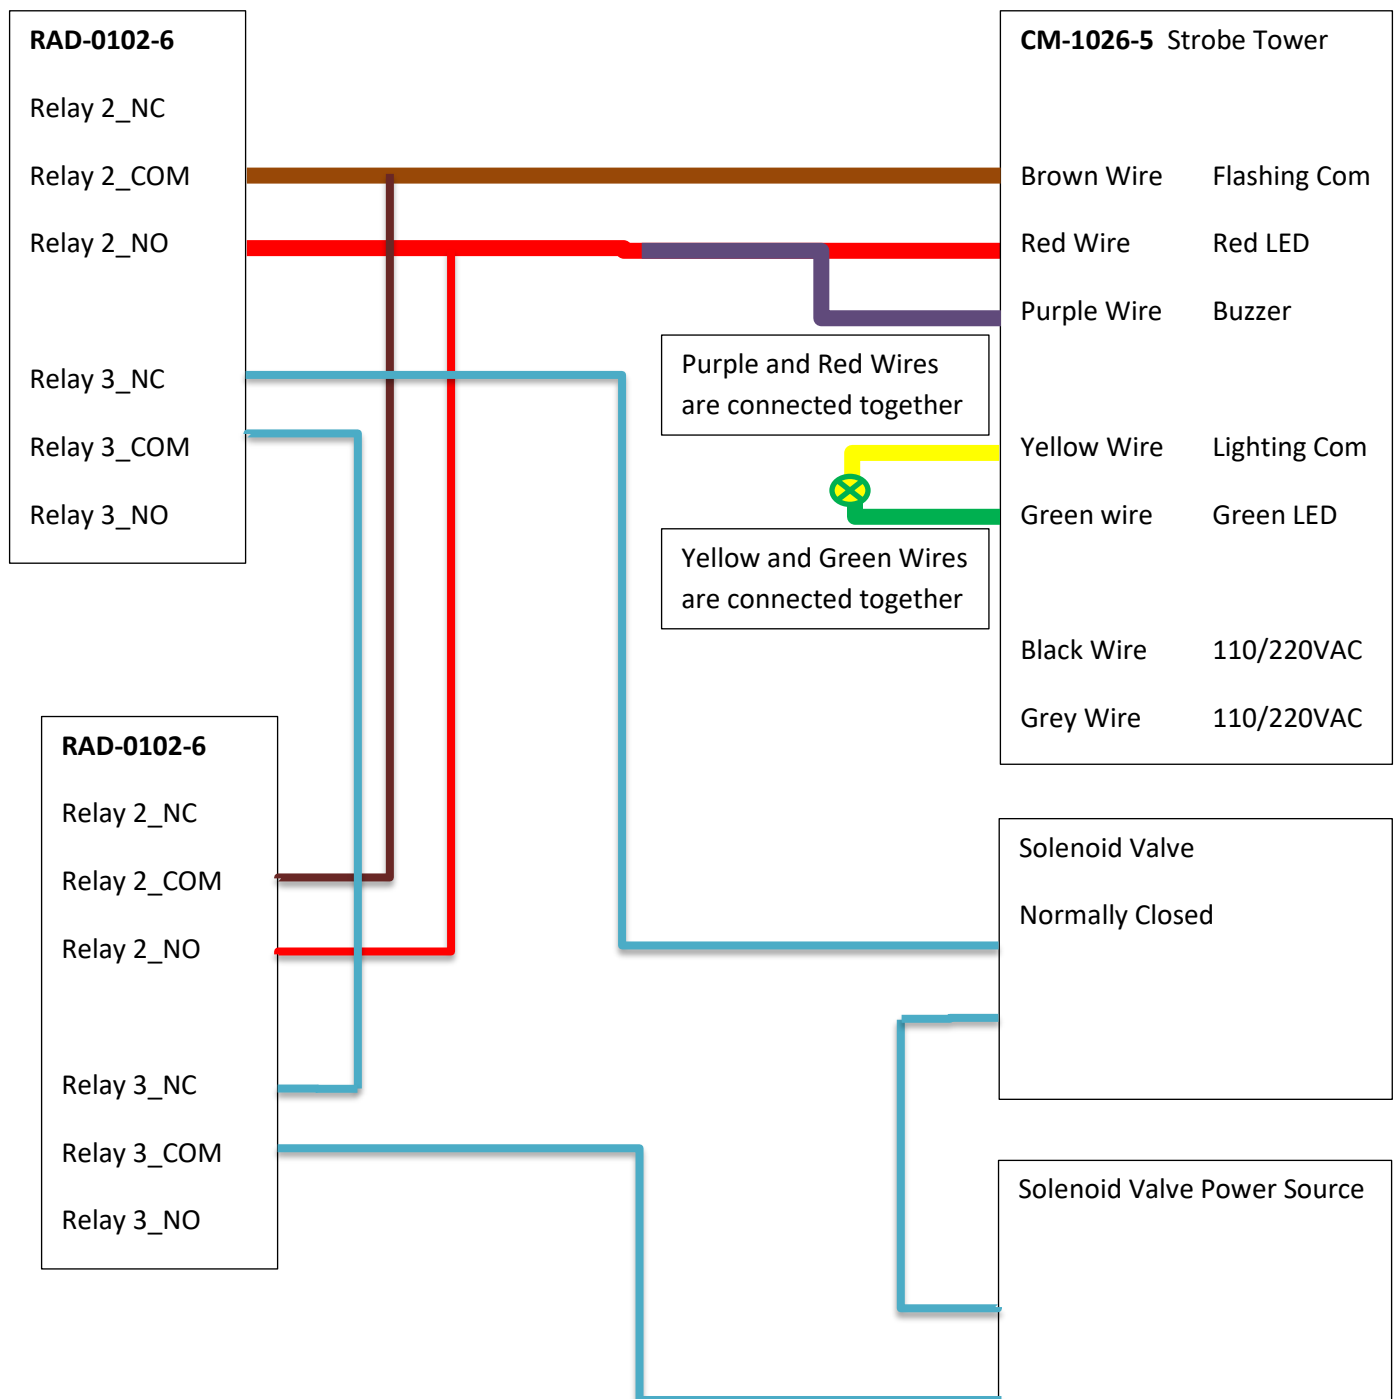 RAD-0102-6
Relay 2_NC
Relay 2_COM
Relay 2_NO
Relay 3_NC
Relay 3_COM
Relay 3_NO
CM-1026-5 Strobe Tower
Brown Wire Flashing Com
Red Wire Red LED
Purple Wire Buzzer
Purple and Red Wires
are connected together
Yellow Wire Lighting Com
Green wire Green LED
Yellow and Green Wires
are connected together
Black Wire 110/220VAC
Grey Wire 110/220VAC
RAD-0102-6
Relay 2_NC
Relay 2_COM
Relay 2_NO
Relay 3_NC
Relay 3_COM
Relay 3_NO
Solenoid Valve
Normally Closed
Solenoid Valve Power Source